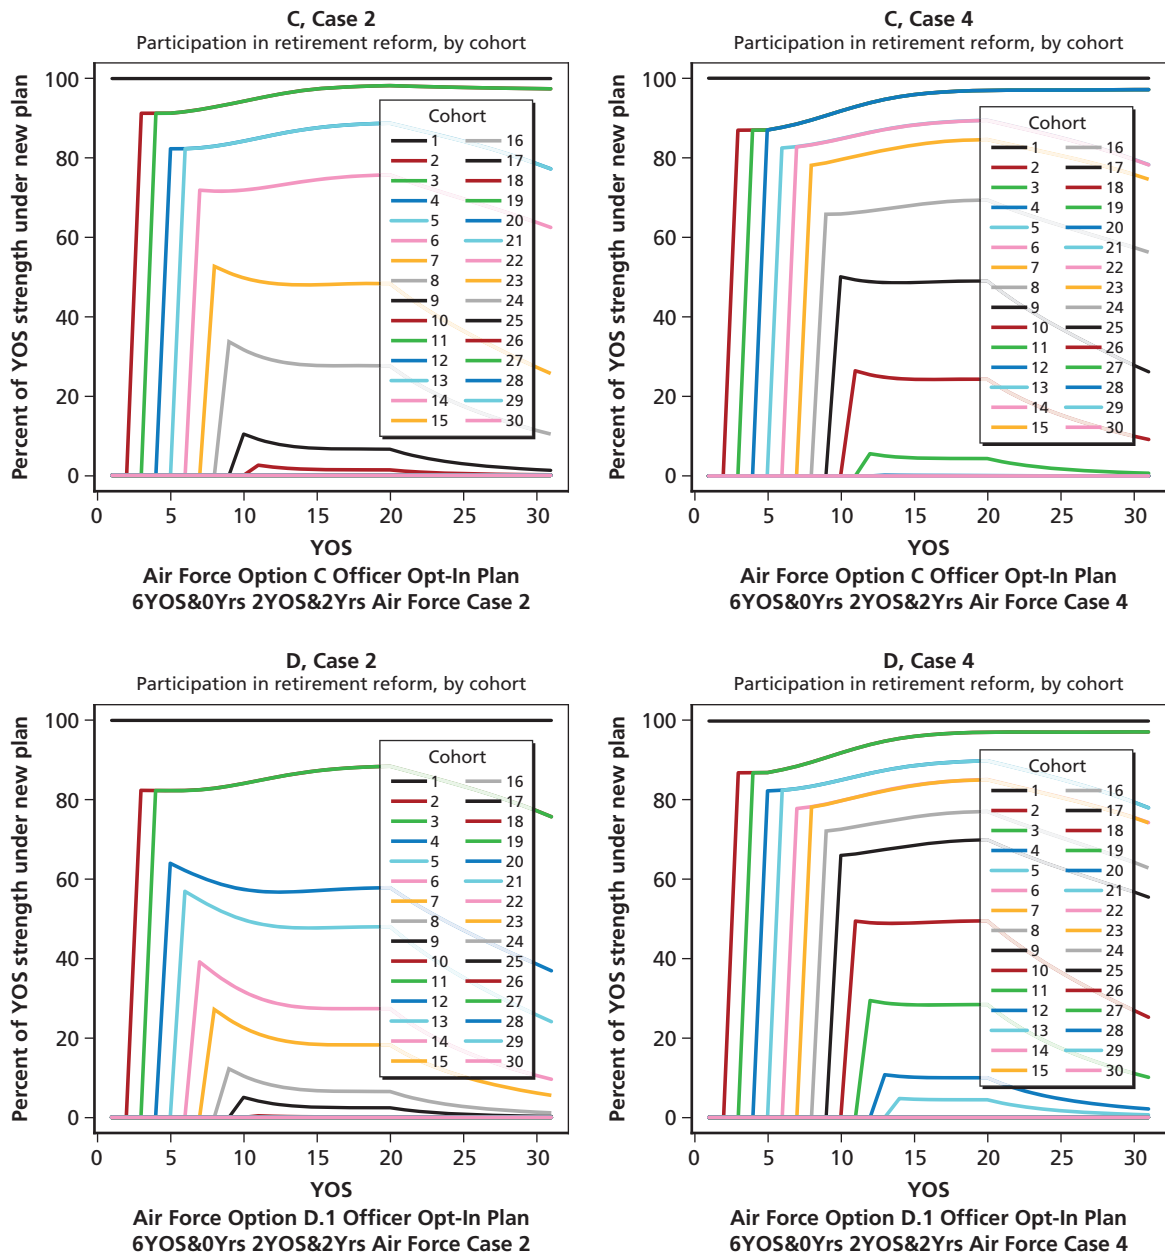 C, Case 2
Participation in retirement reform, by cohort
Percent of YOS strength under new plan
100
80
60
40
20
0
Cohort
1 16
2 17
3 18
4 19
5 20
6 21
7 22
8 23
9 24
10 25
11 26
12 27
13 28
14 29
15 30
0 5 10 15 20 25 30
YOS
Air Force Option C Officer Opt-In Plan
6YOS&0Yrs 2YOS&2Yrs Air Force Case 2
C, Case 4
Participation in retirement reform, by cohort
Percent of YOS strength under new plan
100
80
60
40
20
0
Cohort
1 16
2 17
3 18
4 19
5 20
6 21
7 22
8 23
9 24
10 25
11 26
12 27
13 28
14 29
15 30
0 5 10 15 20 25 30
YOS
Air Force Option C Officer Opt-In Plan
6YOS&0Yrs 2YOS&2Yrs Air Force Case 4
D, Case 2
Participation in retirement reform, by cohort
Percent of YOS strength under new plan
100
80
60
40
20
0
Cohort
1 16
2 17
3 18
4 19
5 20
6 21
7 22
8 23
9 24
10 25
11 26
12 27
13 28
14 29
15 30
0 5 10 15 20 25 30
YOS
Air Force Option D.1 Officer Opt-In Plan
6YOS&0Yrs 2YOS&2Yrs Air Force Case 2
D, Case 4
Participation in retirement reform, by cohort
Percent of YOS strength under new plan
100
80
60
40
20
0
Cohort
1 16
2 17
3 18
4 19
5 20
6 21
7 22
8 23
9 24
10 25
11 26
12 27
13 28
14 29
15 30
0 5 10 15 20 25 30
YOS
Air Force Option D.1 Officer Opt-In Plan
6YOS&0Yrs 2YOS&2Yrs Air Force Case 4